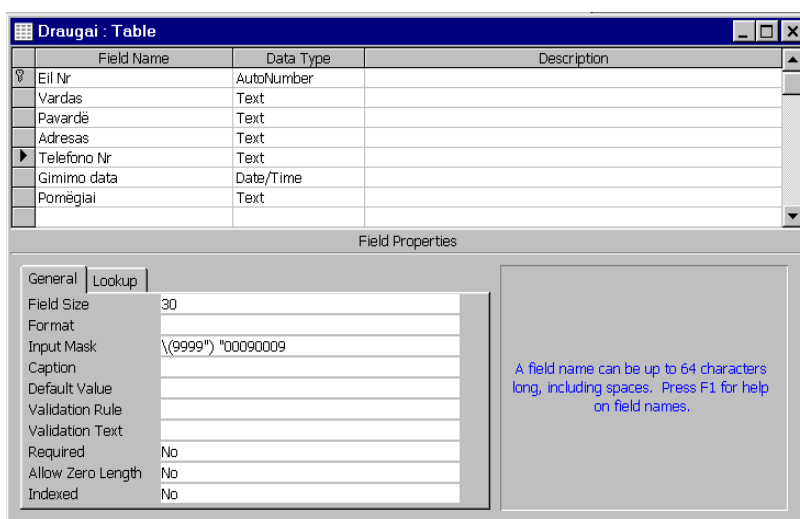 Draugai : Table
Field Name Data Type Description
Eil Nr AutoNumber
Vardas Text
Pavardë Text
Adresas Text
Telefono Nr Text
Gimimo data Date/Time
Pomëgiai Text
Field Properties
General Lookup
Field Size 30
Format
Input Mask \(9999") "00090009
Caption
Default Value
Validation Rule
Validation Text
Required No
Allow Zero Length No
Indexed No
A field name can be up to 64 characters
long, including spaces. Press F1 for help
on field names.